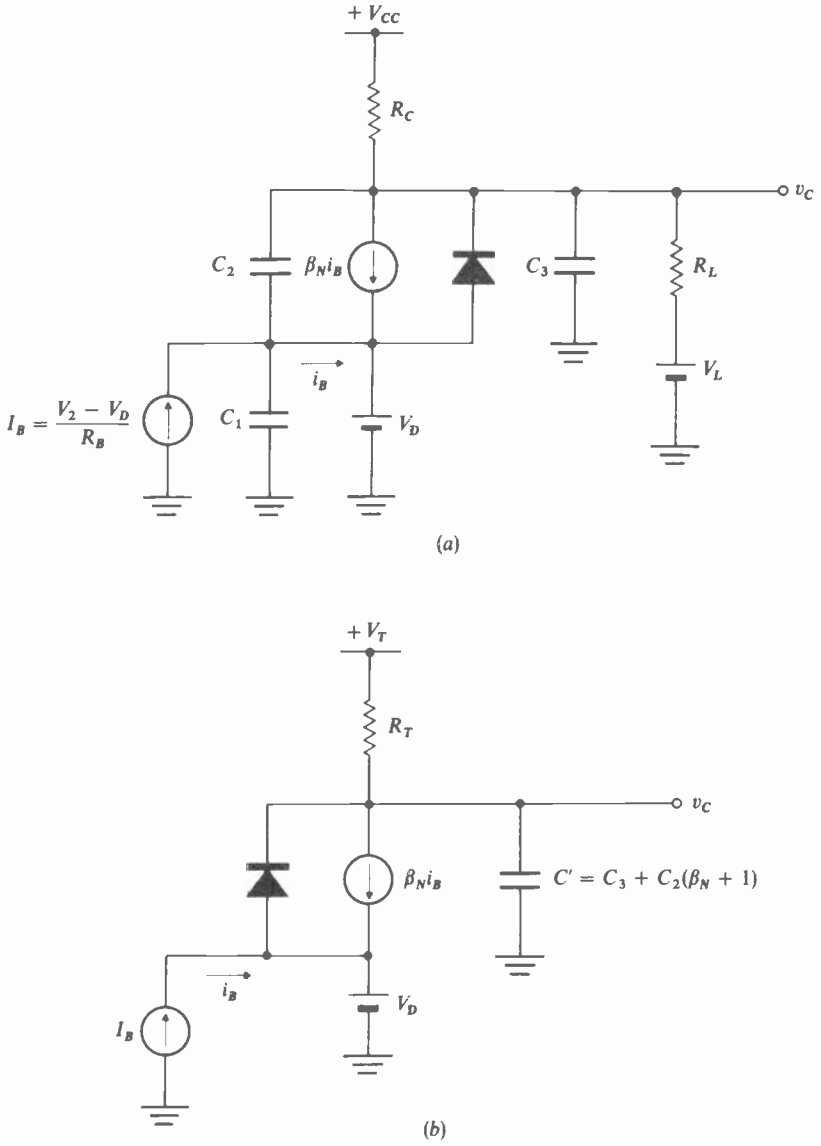 + V_CC
R_C
v_C
C_2
β_N i_B
C_3
R_L
i_B
V_L
I_B = (V_2 − V_D) / R_B
C_1
V_D
(a)
+ V_T
R_T
v_C
β_N i_B
C′ = C_3 + C_2(β_N + 1)
i_B
V_D
I_B
(b)